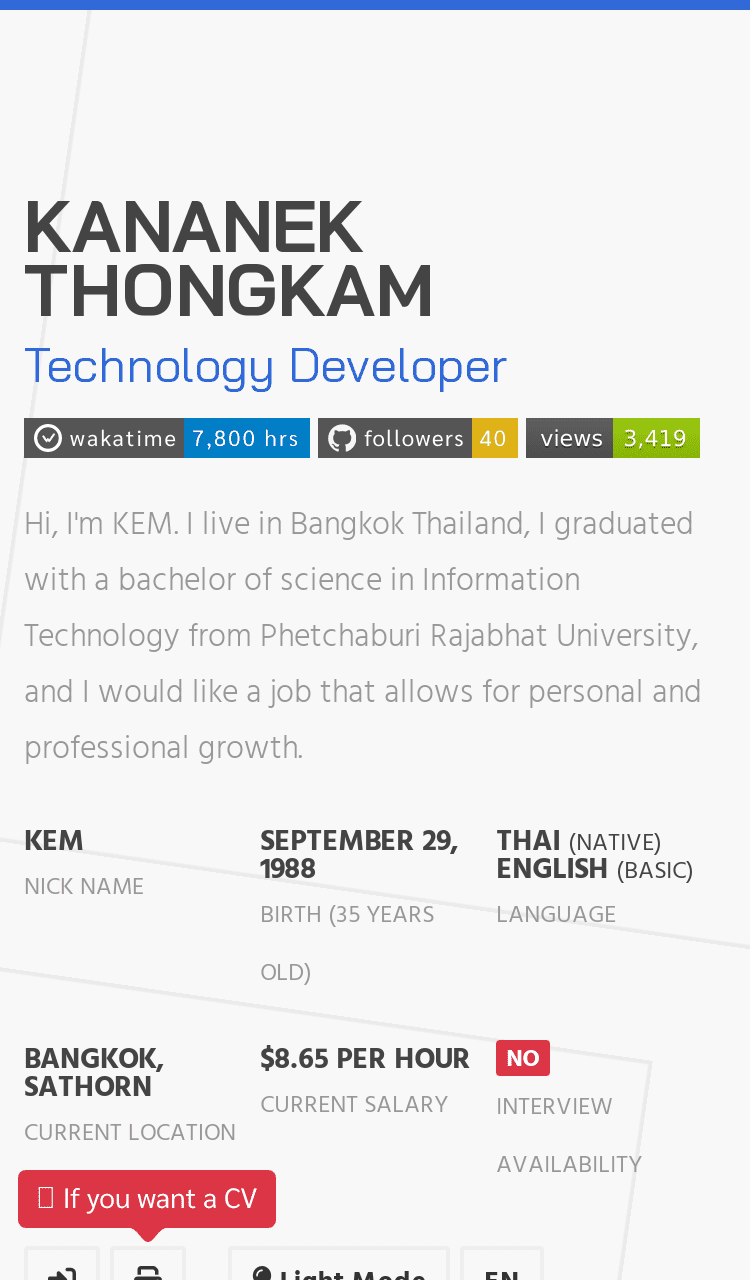 KANANEK
THONGKAM
Technology Developer
wakatime 7,800 hrs followers 40 views 3,419
Hi, I'm KEM. I live in Bangkok Thailand, I graduated
with a bachelor of science in Information
Technology from Phetchaburi Rajabhat University,
and I would like a job that allows for personal and
professional growth.
KEM
NICK NAME
SEPTEMBER 29,
1988
BIRTH (35 YEARS
OLD)
THAI (NATIVE)
ENGLISH (BASIC)
LANGUAGE
BANGKOK,
SATHORN
CURRENT LOCATION
$8.65 PER HOUR
CURRENT SALARY
NO
INTERVIEW
AVAILABILITY
If you want a CV
Light Mode
EN